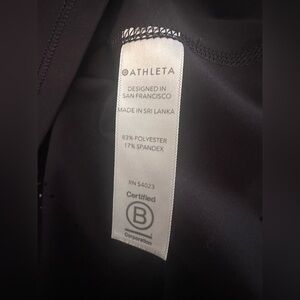 ATHLETA
DESIGNED IN
SAN FRANCISCO
MADE IN SRI LANKA
83% POLYESTER
17% SPANDEX
RN 54023
Certified
B
Corporation